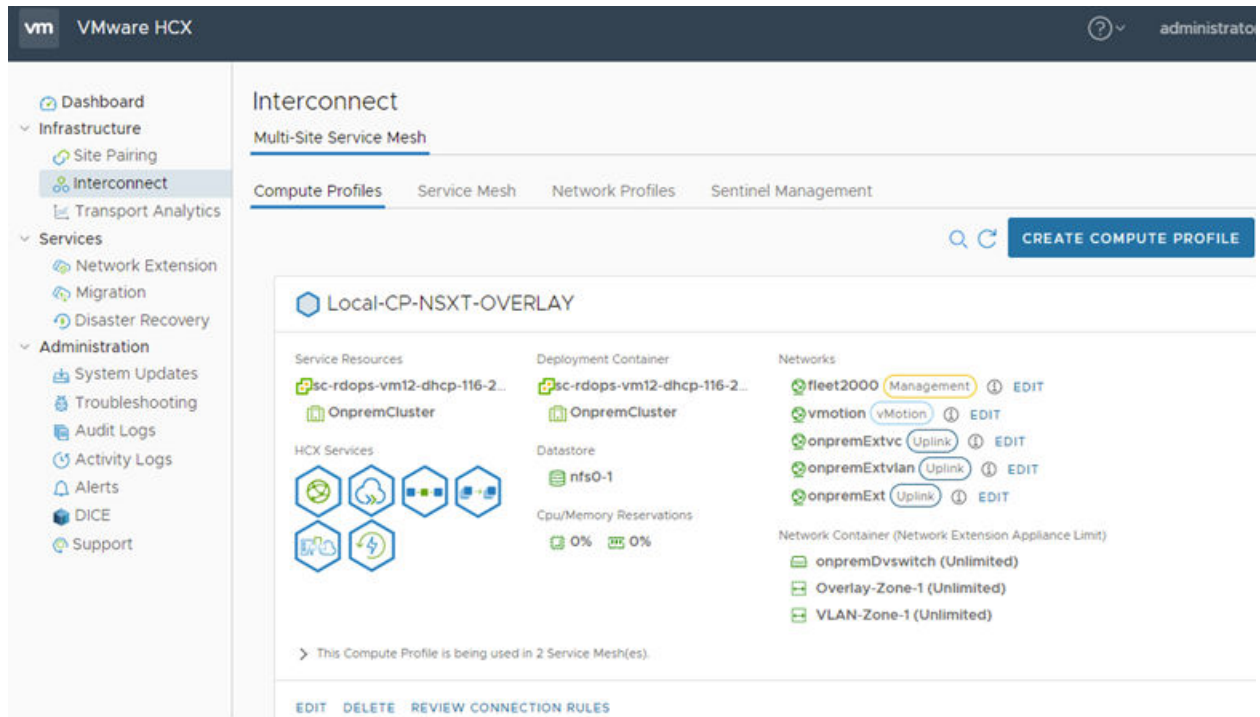 vm VMware HCX administrator
Dashboard
Infrastructure
Site Pairing
Interconnect
Transport Analytics
Services
Network Extension
Migration
Disaster Recovery
Administration
System Updates
Troubleshooting
Audit Logs
Activity Logs
Alerts
DICE
Support
Interconnect
Multi-Site Service Mesh
Compute Profiles Service Mesh Network Profiles Sentinel Management
CREATE COMPUTE PROFILE
Local-CP-NSXT-OVERLAY
Service Resources
sc-rdops-vm12-dhcp-116-2...
OnpremCluster
HCX Services
Deployment Container
sc-rdops-vm12-dhcp-116-2...
OnpremCluster
Datastore
nfs0-1
Cpu/Memory Reservations
0% 0%
Networks
fleet2000 Management EDIT
vmotion vMotion EDIT
onpremExtvc Uplink EDIT
onpremExtvlan Uplink EDIT
onpremExt Uplink EDIT
Network Container (Network Extension Appliance Limit)
onpremDvswitch (Unlimited)
Overlay-Zone-1 (Unlimited)
VLAN-Zone-1 (Unlimited)
This Compute Profile is being used in 2 Service Mesh(es).
EDIT DELETE REVIEW CONNECTION RULES